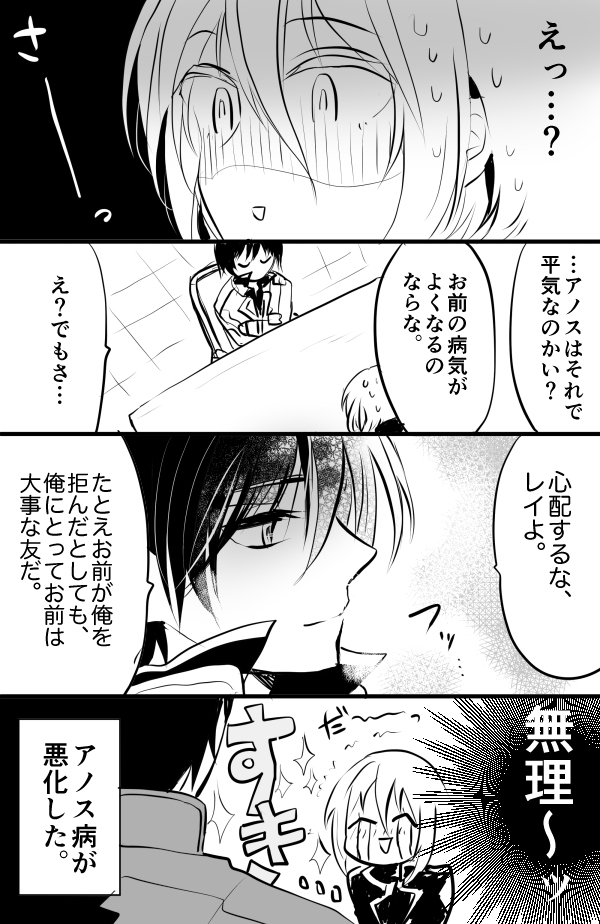 えっ…？
さーっ
…アノスはそれで
平気なのかい？
お前の病気が
よくなるの
ならな。
え？でもさ…
心配するな、
レイよ。
たとえお前が俺を
拒んだとしても、
俺にとってお前は
大事な友だ。
フッ
無理～ッ
だー
すき…
アノス病が
悪化した。